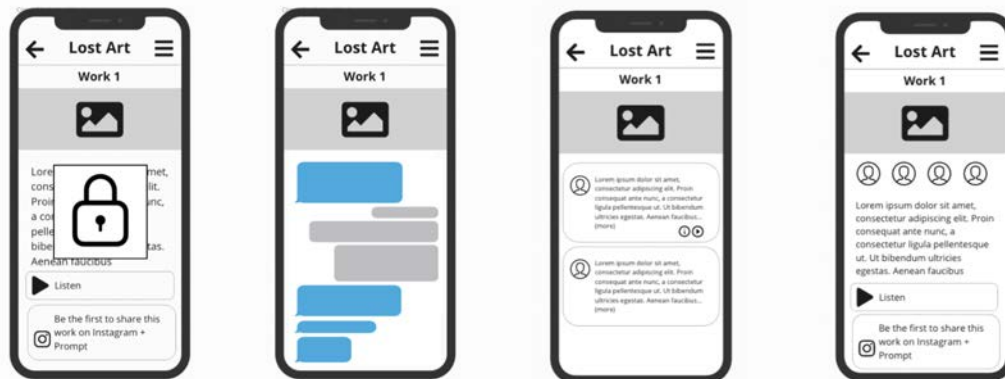 Lost Art
Work 1
Lore met,
cons lit.
Proin unc,
a cor
pelle
bibe tas.
Aenean faucibus
Listen
Be the first to share this
work on Instagram +
Prompt
Lost Art
Work 1
Lost Art
Work 1
Lorem ipsum dolor sit amet,
consectetur adipiscing elit. Proin
consequat ante nunc, a consectetur
ligula pellentesque ut. Ut bibendum
ultricies egestas. Aenean faucibus...
(more)
Lorem ipsum dolor sit amet,
consectetur adipiscing elit. Proin
consequat ante nunc, a consectetur
ligula pellentesque ut. Ut bibendum
ultricies egestas. Aenean faucibus...
(more)
Lost Art
Work 1
Lorem ipsum dolor sit amet,
consectetur adipiscing elit. Proin
consequat ante nunc, a
consectetur ligula pellentesque
ut. Ut bibendum ultricies
egestas. Aenean faucibus
Listen
Be the first to share this
work on Instagram +
Prompt